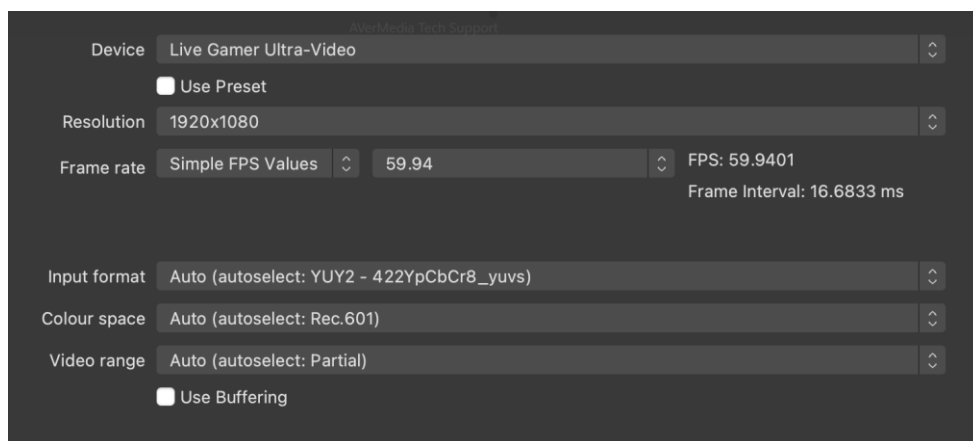 AVerMedia Tech Support
Device Live Gamer Ultra-Video
Use Preset
Resolution 1920x1080
Frame rate Simple FPS Values 59.94 FPS: 59.9401
Frame Interval: 16.6833 ms
Input format Auto (autoselect: YUY2 - 422YpCbCr8_yuvs)
Colour space Auto (autoselect: Rec.601)
Video range Auto (autoselect: Partial)
Use Buffering